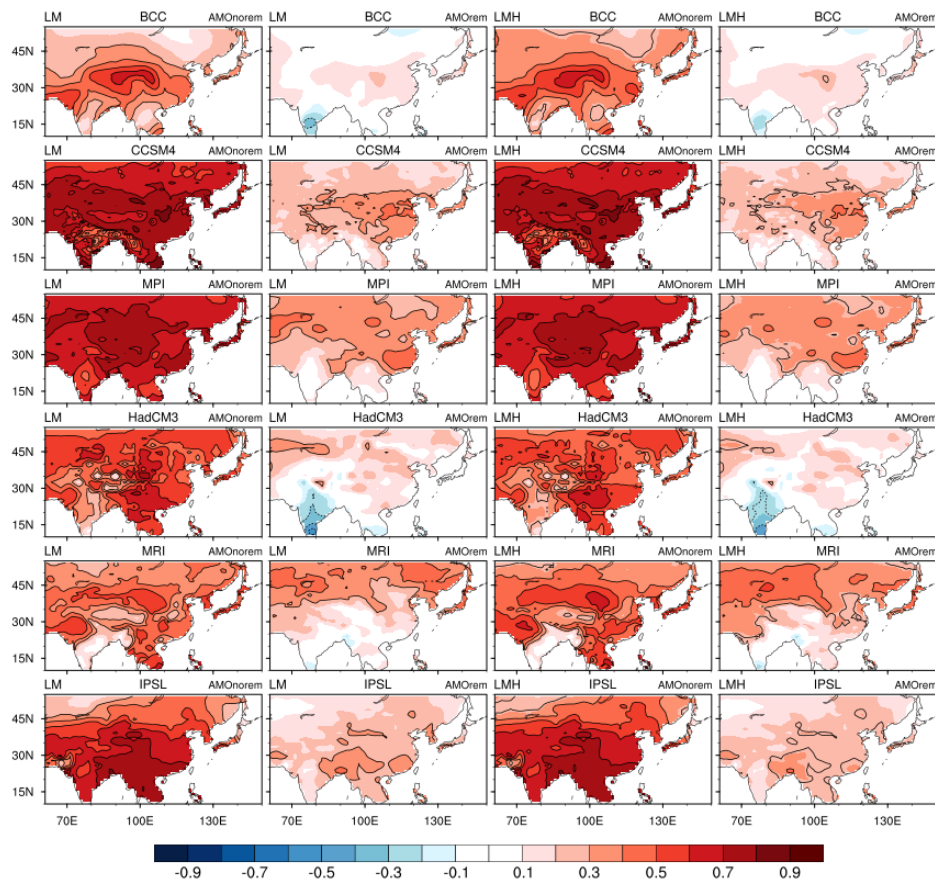 LM BCC AMOnorem LM AMOrem LMH BCC AMOnorem LMH BCC AMOrem
45N
30N
15N
LM CCSM4 AMOnorem LM CCSM4 AMOrem LMH CCSM4 AMOnorem LMH CCSM4 AMOrem
45N
30N
15N
LM MPI AMOnorem LM MPI AMOrem LMH MPI AMOnorem LMH MPI AMOrem
45N
30N
15N
LM HadCM3 AMOnorem LM HadCM3 AMOrem LMH HadCM3 AMOnorem LMH HadCM3 AMOrem
45N
30N
15N
LM MRI AMOnorem LM MRI AMOrem LMH MRI AMOnorem LMH MRI AMOrem
45N
30N
15N
LM IPSL AMOnorem LM IPSL AMOrem LMH IPSL AMOnorem LMH IPSL AMOrem
45N
30N
15N
70E 100E 130E 70E 100E 130E 70E 100E 130E 70E 100E 130E
-0.9 -0.7 -0.5 -0.3 -0.1 0.1 0.3 0.5 0.7 0.9